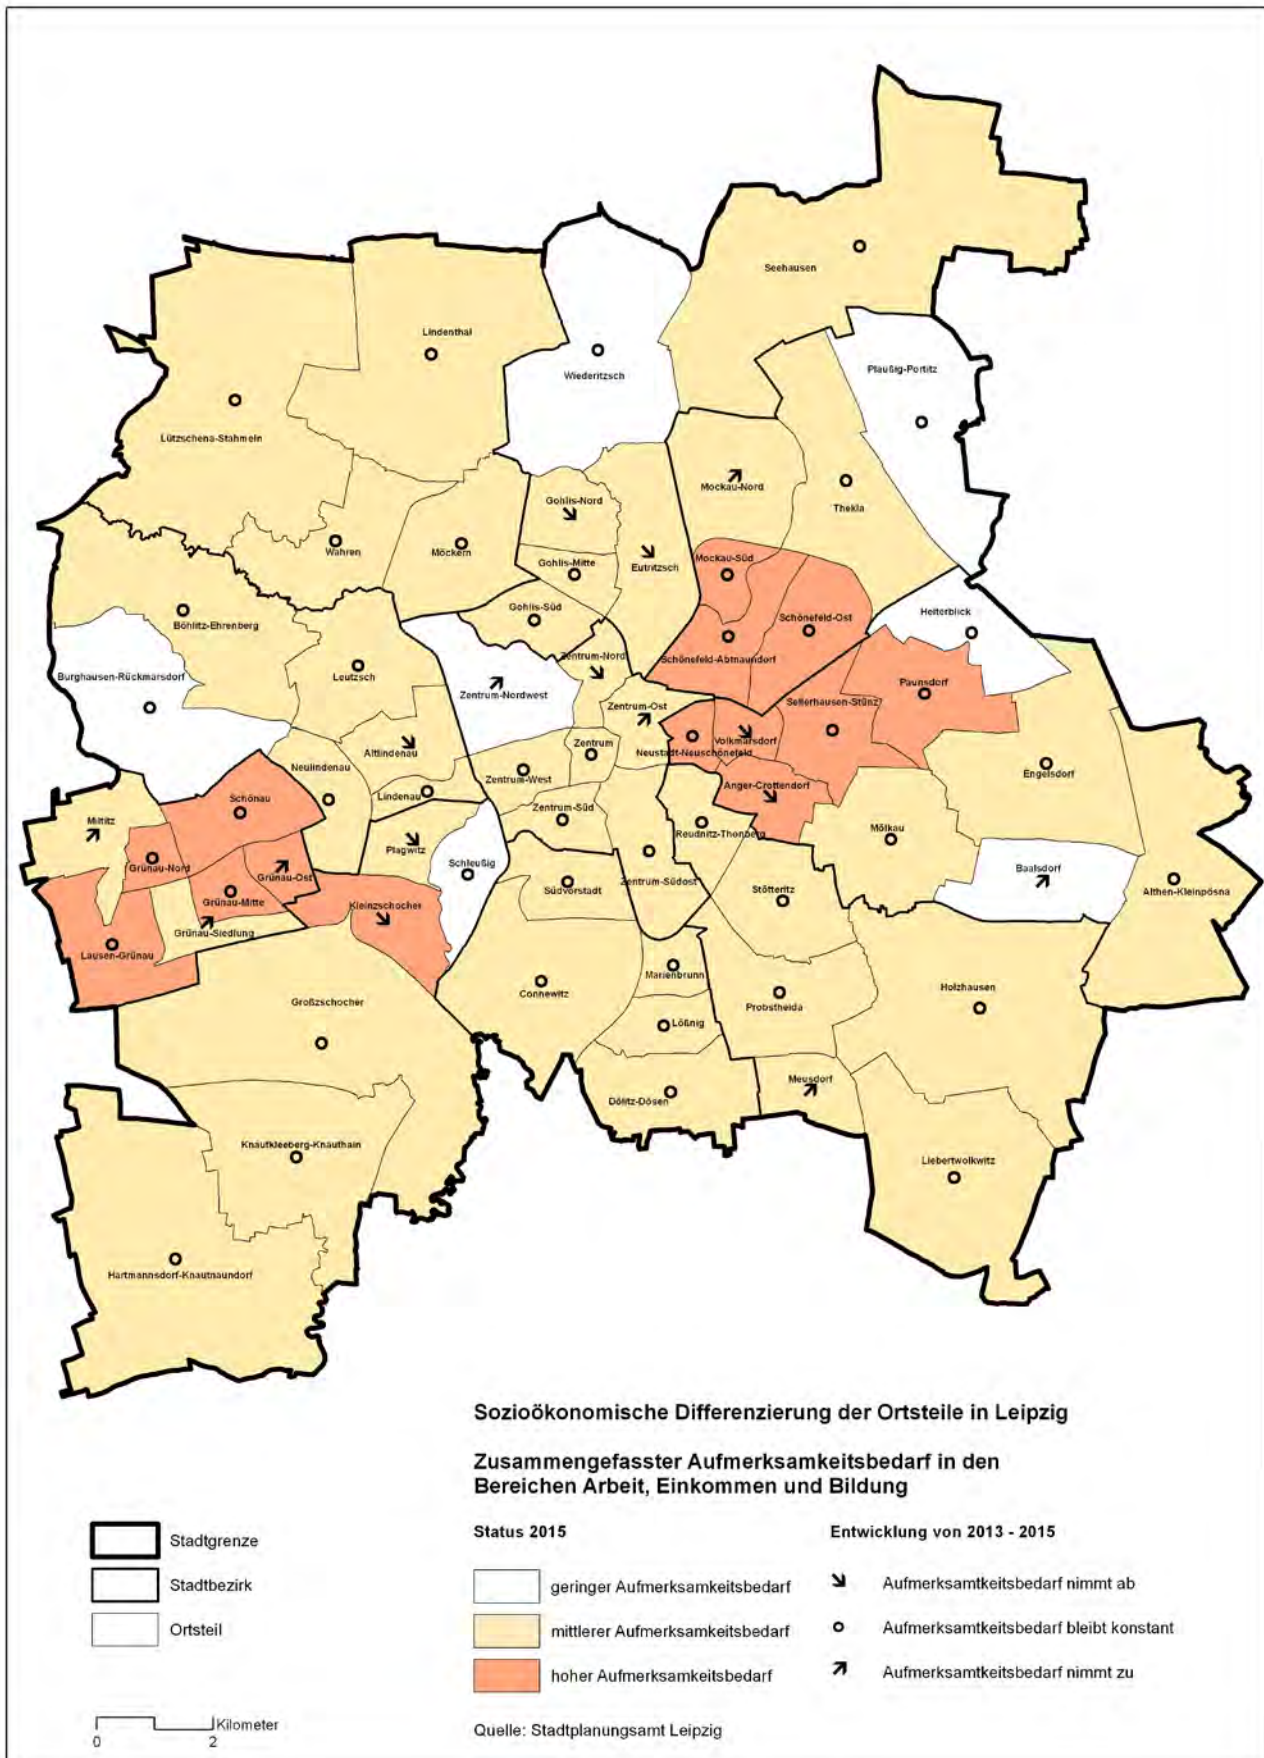 Seehausen
Lindenthal
Wiederitzsch
Plaußig-Portitz
Lützschena-Stahmeln
Mockau-Nord
Gohlis-Nord
Thekla
Wahren
Möckern
Gohlis-Mitte
Eutritzsch
Mockau-Süd
Böhlitz-Ehrenberg
Gohlis-Süd
Heiterblick
Schönefeld-Ost
Burghausen-Rückmarsdorf
Leutzsch
Zentrum-Nord
Schönefeld-Abtnaundorf
Zentrum-Nordwest
Paunsdorf
Sellerhausen-Stünz
Zentrum-Ost
Altlindenau
Zentrum
Neustadt-Neuschönefeld
Volkmarsdorf
Neulindenau
Zentrum-West
Engelsdorf
Anger-Crottendorf
Lindenau
Schönau
Zentrum-Süd
Miltitz
Reudnitz-Thonberg
Mölkau
Plagwitz
Schleußig
Grünau-Nord
Grünau-Ost
Baalsdorf
Zentrum-Südost
Südvorstadt
Stötteritz
Althen-Kleinpösna
Grünau-Mitte
Kleinzschocher
Grünau-Siedlung
Lausen-Grünau
Marienbrunn
Connewitz
Holzhausen
Großzschocher
Probstheida
Lößnig
Meusdorf
Dölitz-Dösen
Knautkleeberg-Knauthain
Liebertwolkwitz
Hartmannsdorf-Knautnaundorf
Sozioökonomische Differenzierung der Ortsteile in Leipzig
Zusammengefasster Aufmerksamkeitsbedarf in den
Bereichen Arbeit, Einkommen und Bildung
Status 2015
Entwicklung von 2013 - 2015
Stadtgrenze
Stadtbezirk
Ortsteil
geringer Aufmerksamkeitsbedarf
mittlerer Aufmerksamkeitsbedarf
hoher Aufmerksamkeitsbedarf
Aufmerksamtkeitsbedarf nimmt ab
Aufmerksamtkeitsbedarf bleibt konstant
Aufmerksamtkeitsbedarf nimmt zu
Kilometer
0 2
Quelle: Stadtplanungsamt Leipzig